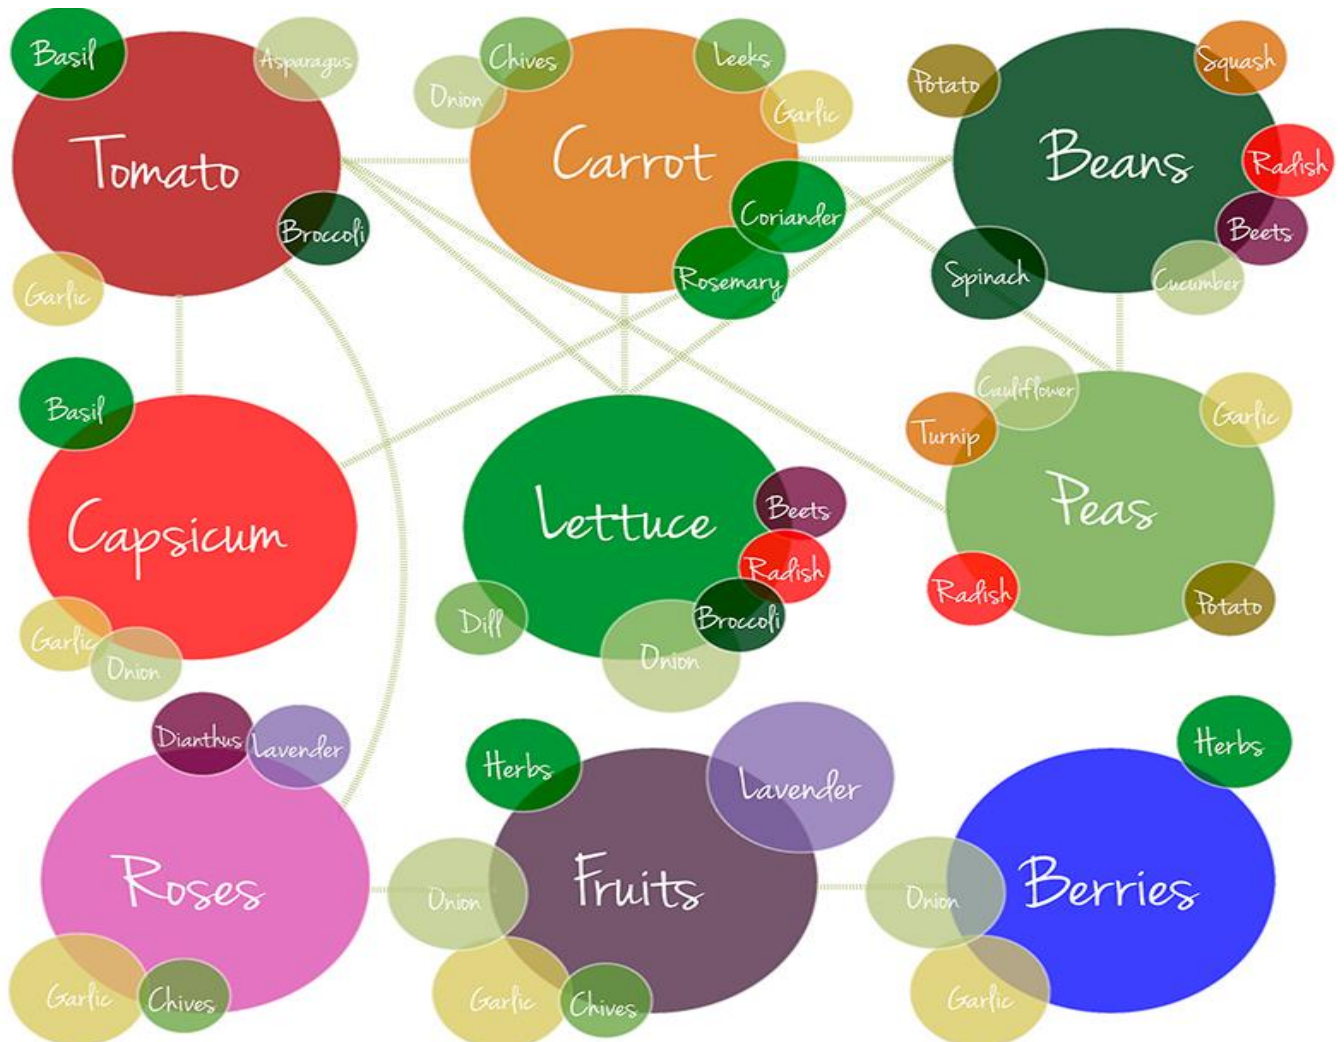 Basil
Asparagus
Tomato
Broccoli
Garlic
Chives
Leeks
Onion
Garlic
Carrot
Coriander
Rosemary
Potato
Squash
Beans
Radish
Beets
Spinach
Cucumber
Basil
Capsicum
Garlic
Onion
Lettuce
Beets
Radish
Broccoli
Dill
Onion
Cauliflower
Turnip
Garlic
Peas
Radish
Potato
Dianthus
Lavender
Roses
Garlic
Chives
Herbs
Lavender
Fruits
Onion
Garlic
Chives
Herbs
Onion
Berries
Garlic